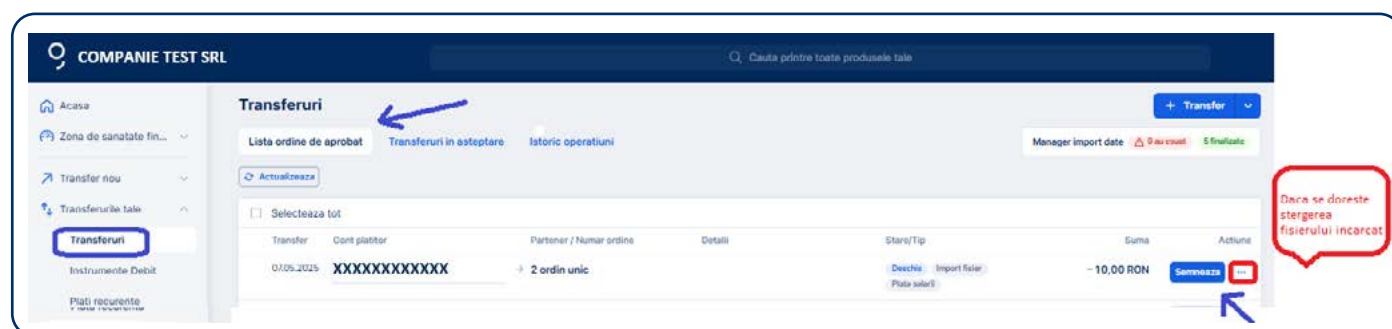 COMPANIE TEST SRL
Cauta printre toate produsele tale
Acasa
Zona de sanatate fin...
Transfer nou
Transferurile tale
Transferuri
Instrumente Debit
Plati recurente
Transferuri
+ Transfer
Lista ordine de aprobat Transferuri in asteptare Istoric operatiuni
Manager import date 0 au esuat 5 finalizate
Actualizeaza
Selecteaza tot
Transfer Cont platitor Partener / Numar ordine Detalii Stare/Tip Suma Actiune
07.05.2025 XXXXXXXXXXXX 2 ordin unic Deschis Import fisier −10,00 RON Semneaza ...
Plata salarii
Daca se doreste
stergerea
fisierului incarcat